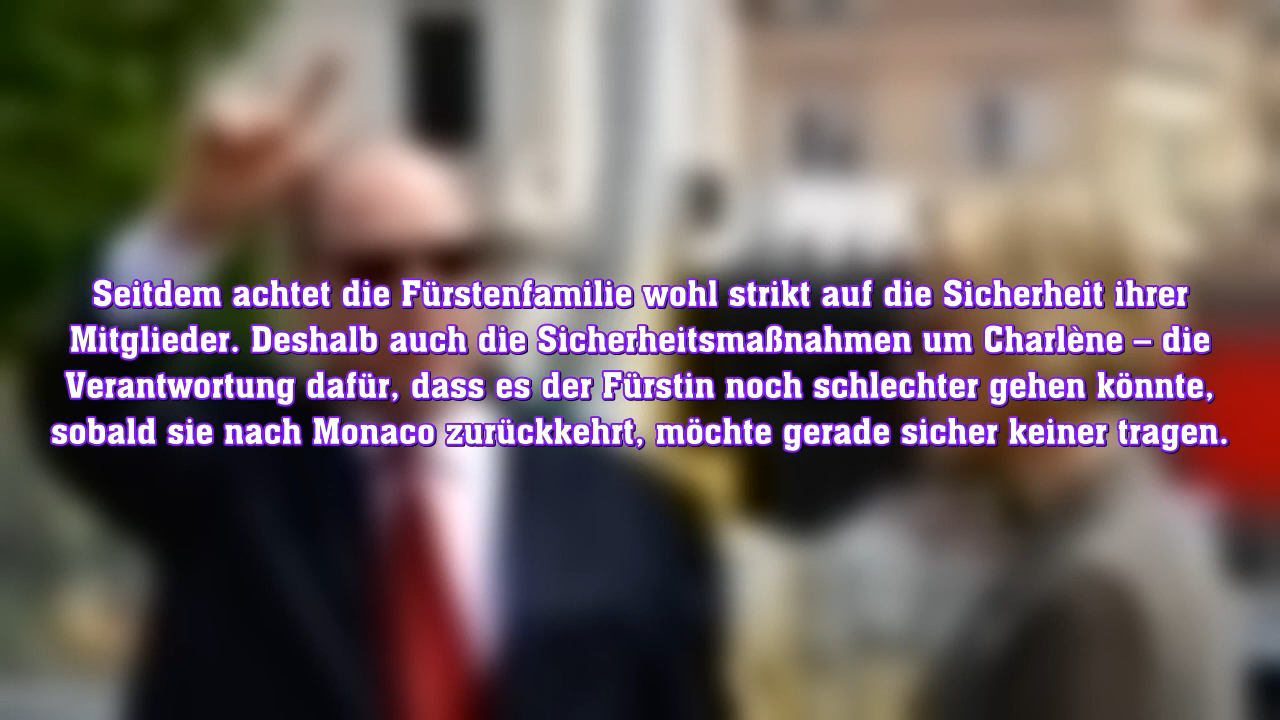 Seitdem achtet die Fürstenfamilie wohl strikt auf die Sicherheit ihrer
Mitglieder. Deshalb auch die Sicherheitsmaßnahmen um Charlène – die
Verantwortung dafür, dass es der Fürstin noch schlechter gehen könnte,
sobald sie nach Monaco zurückkehrt, möchte gerade sicher keiner tragen.